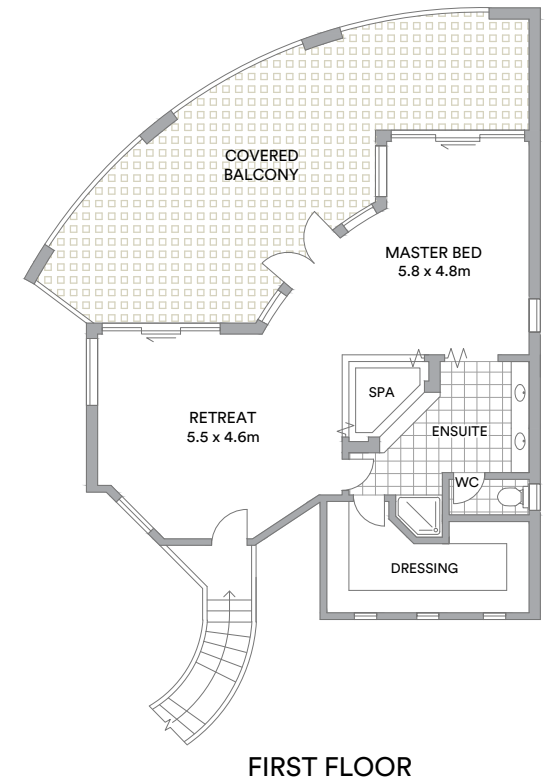 COVERED
BALCONY
MASTER BED
5.8 x 4.8m
SPA
RETREAT
5.5 x 4.6m
ENSUITE
WC
DRESSING
FIRST FLOOR